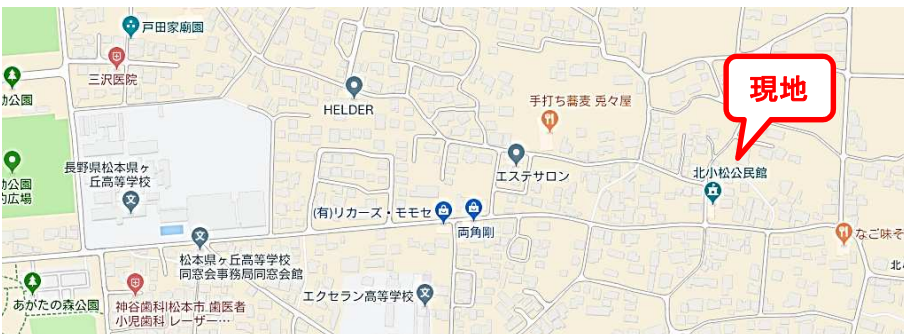 戸田家廟園
三沢医院
HELDER
現地
手打ち蕎麦 兎々屋
長野県松本県ヶ
丘高等学校
エステサロン
北小松公民館
(有)リカーズ・モモセ
両角剛
なご味そ
松本県ヶ丘高等学校
同窓会事務局同窓会館
あがたの森公園
神谷歯科|松本市 歯医者
小児歯科 レーザー…
エクセラン高等学校